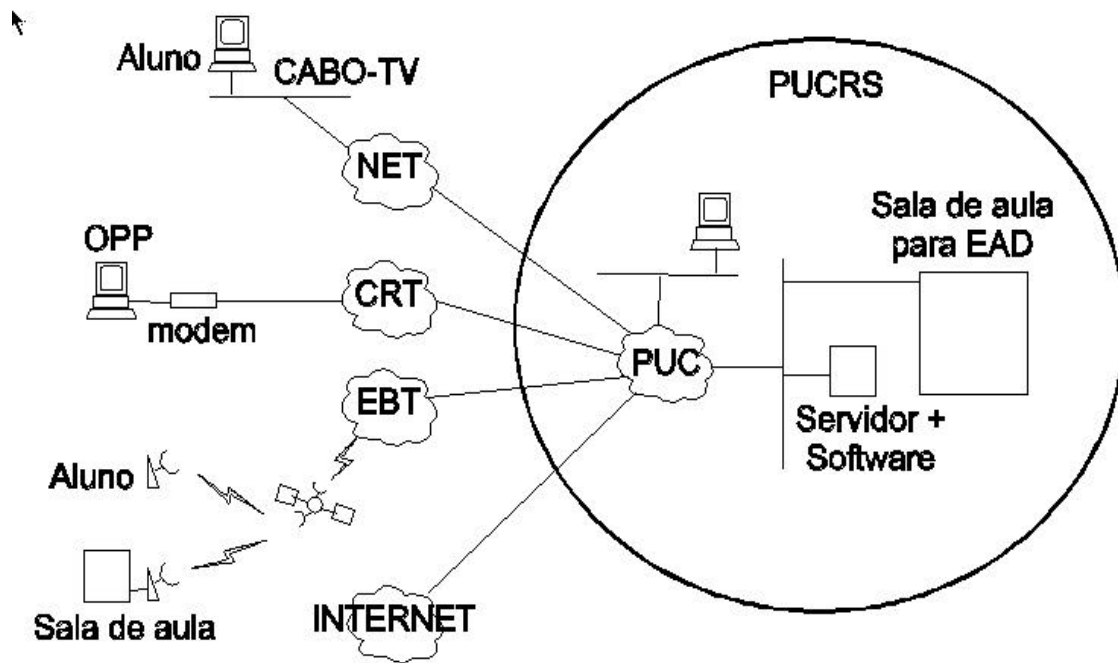 Aluno
CABO-TV
PUCRS
NET
Sala de aula
para EAD
OPP
CRT
modem
PUC
EBT
Servidor +
Software
Aluno
INTERNET
Sala de aula